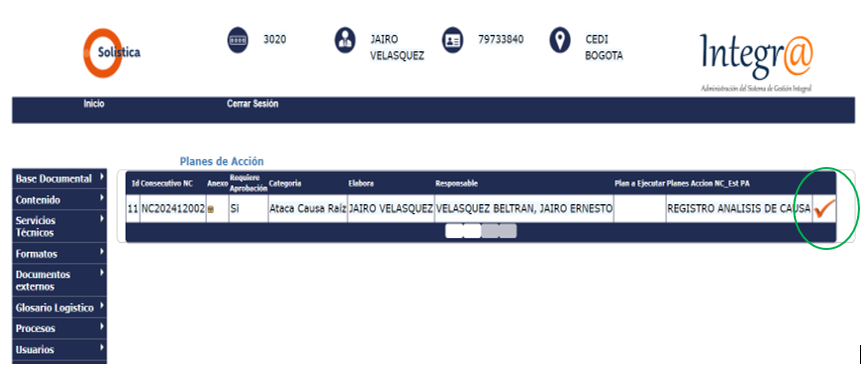 Solistica
3020
JAIRO
VELASQUEZ
79733840
CEDI
BOGOTA
Integr@
Administración del Sistema de Gestión Integral
Inicio
Cerrar Sesión
Planes de Acción
Base Documental
Contenido
Servicios
Técnicos
Formatos
Documentos
externos
Glosario Logistico
Procesos
Usuarios
Id Consecutivo NC Anexo Requiere Aprobación Categoria Elabora Responsable Plan a Ejecutar Planes Accion NC_Est PA
11 NC202412002 SI Ataca Causa Raíz JAIRO VELASQUEZ VELASQUEZ BELTRAN, JAIRO ERNESTO REGISTRO ANALISIS DE CAUSA